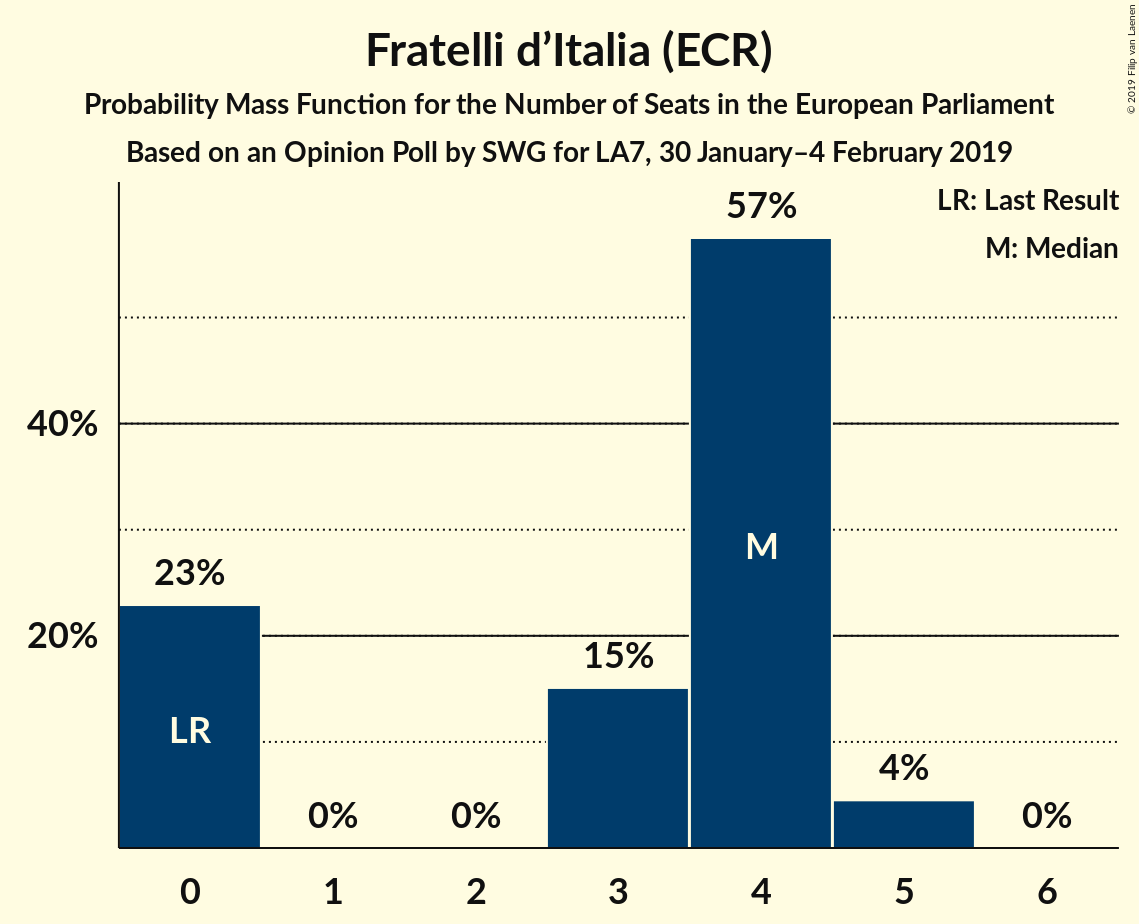 Fratelli d’Italia (ECR)
Probability Mass Function for the Number of Seats in the European Parliament
Based on an Opinion Poll by SWG for LA7, 30 January–4 February 2019
© 2019 Filip van Laenen
LR: Last Result
M: Median
57%
40%
M
23%
20%
15%
LR
4%
0%
0%
0%
0 1 2 3 4 5 6